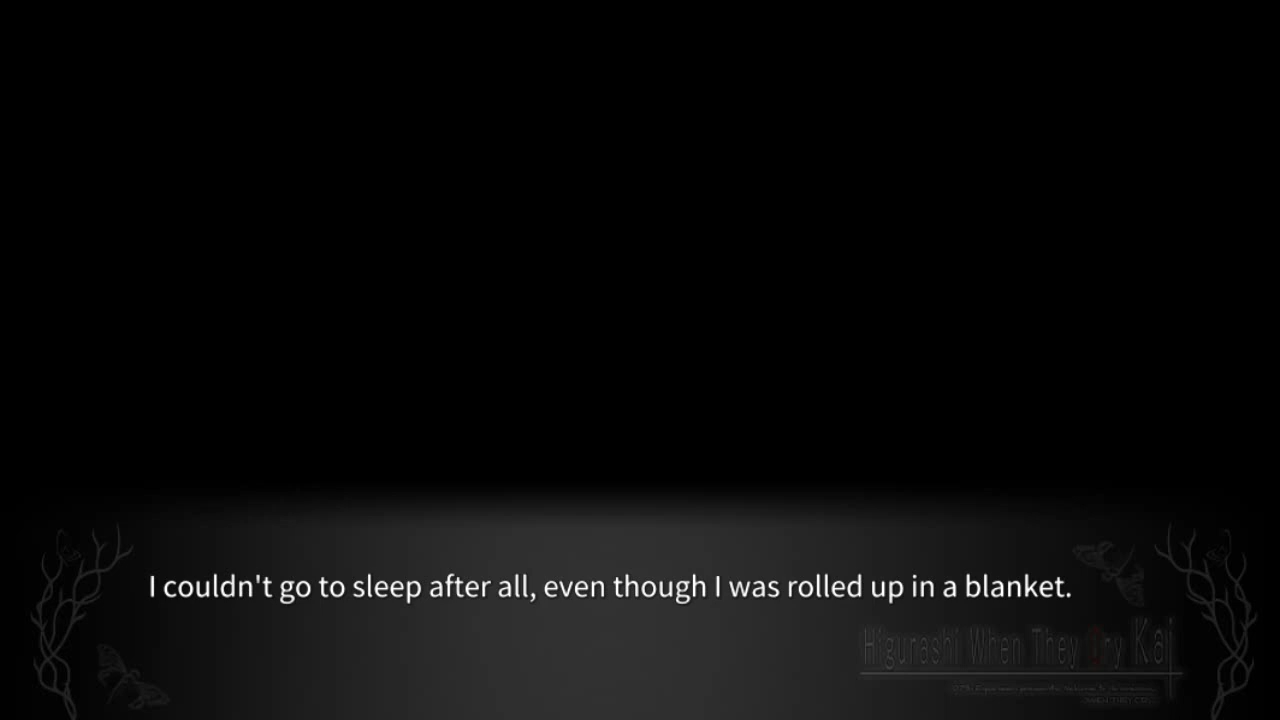 I couldn't go to sleep after all, even though I was rolled up in a blanket.
Higurashi When They Cry Kai